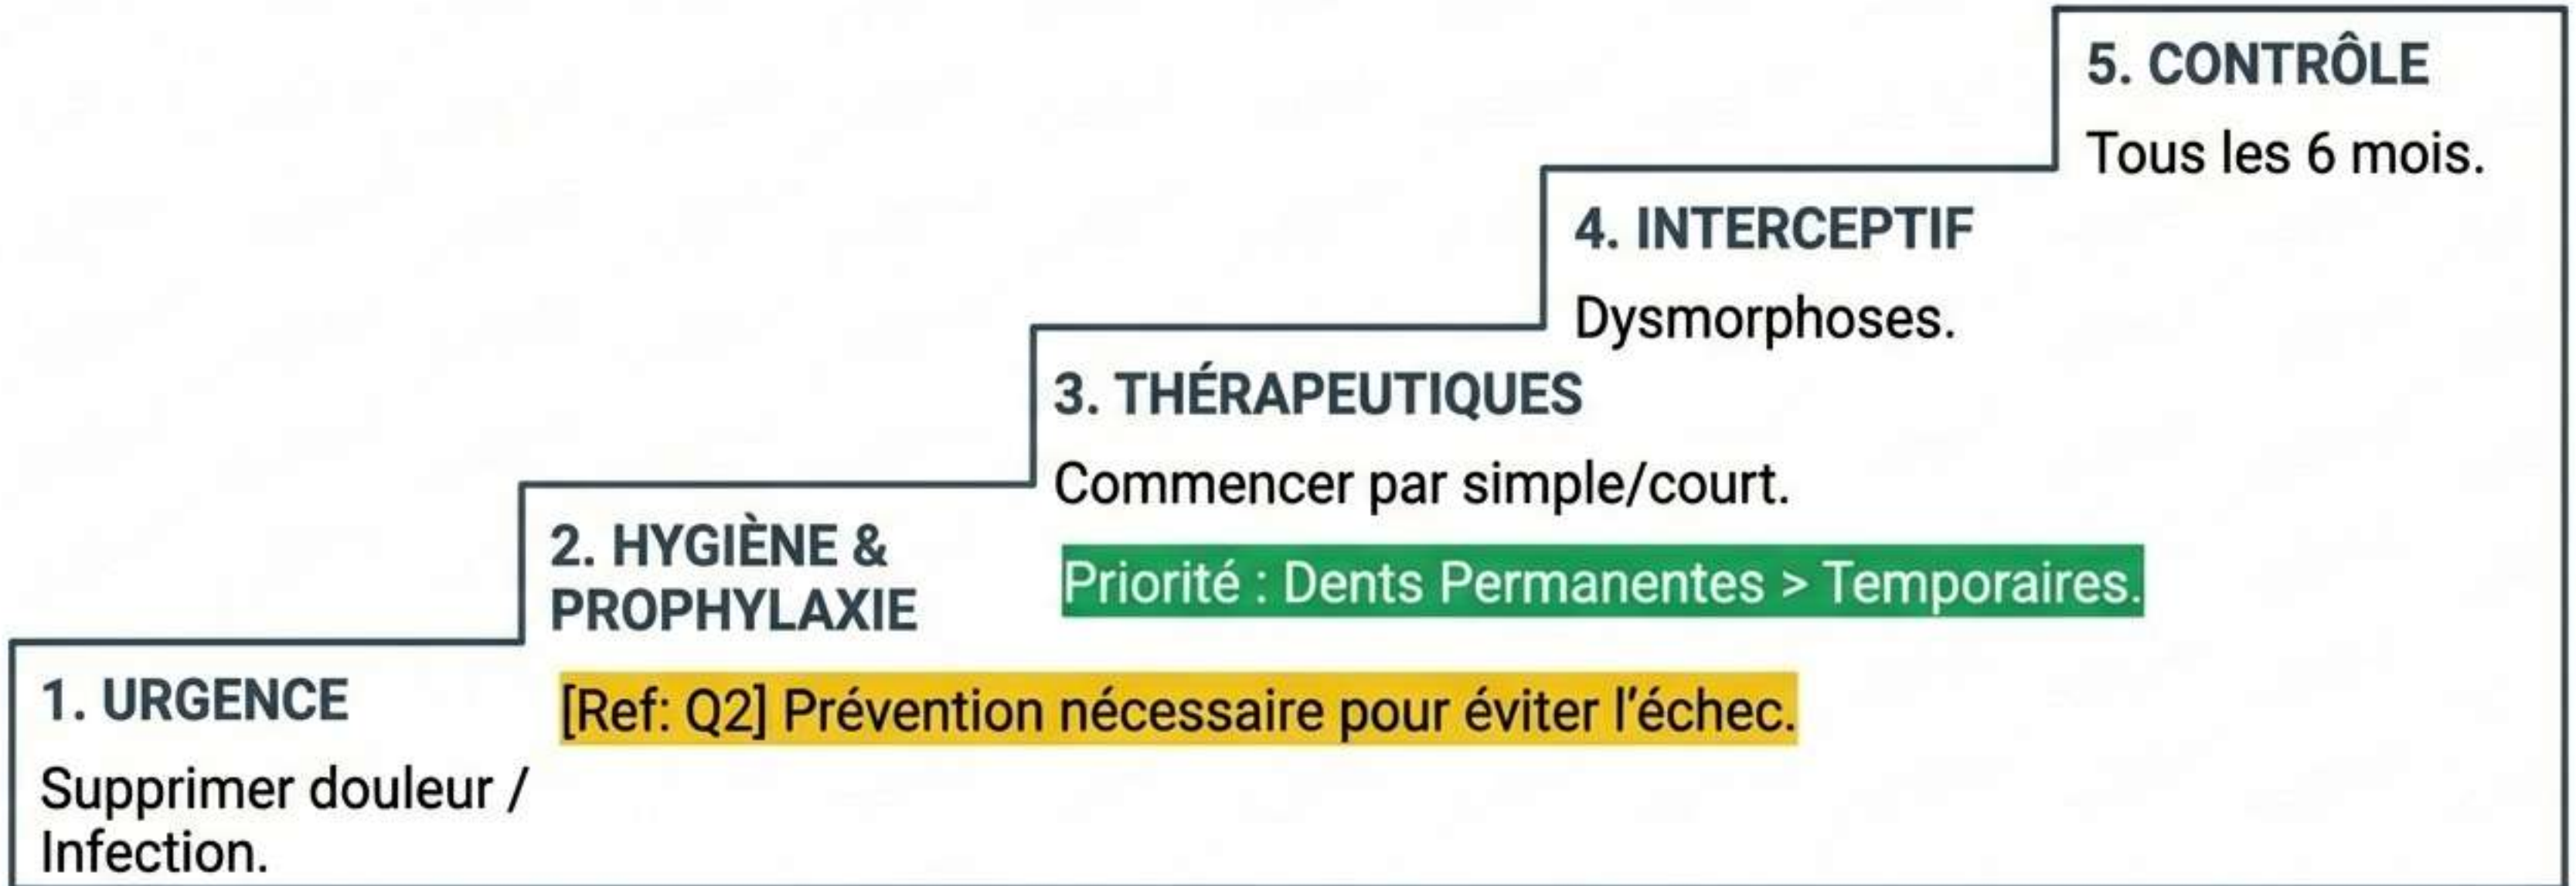 1. URGENCE
Supprimer douleur /
Infection.
2. HYGIÈNE &
PROPHYLAXIE
[Ref: Q2] Prévention nécessaire pour éviter l’échec.
3. THÉRAPEUTIQUES
Commencer par simple/court.
Priorité : Dents Permanentes > Temporaires.
4. INTERCEPTIF
Dysmorphoses.
5. CONTRÔLE
Tous les 6 mois.